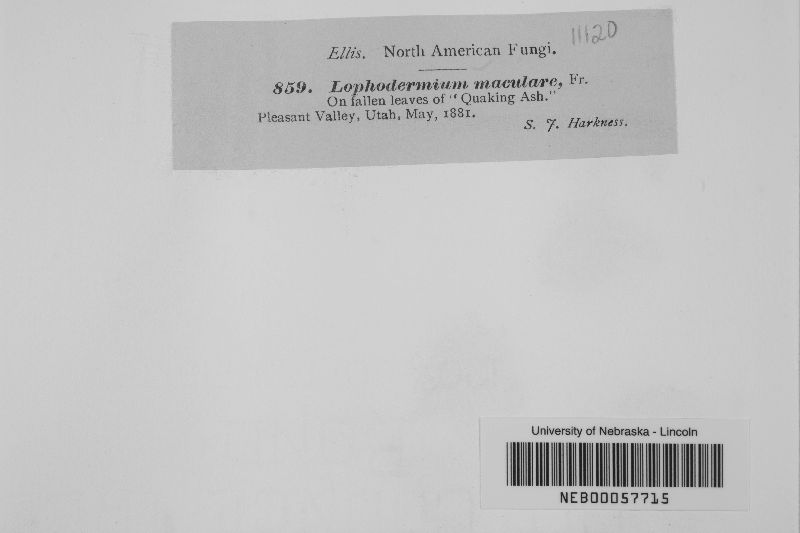 11120
Ellis. North American Fungi.
859. Lophodermium maculare, Fr.
On fallen leaves of "Quaking Ash."
Pleasant Valley, Utah, May, 1881.
S. J. Harkness.
University of Nebraska - Lincoln
NEB00057715